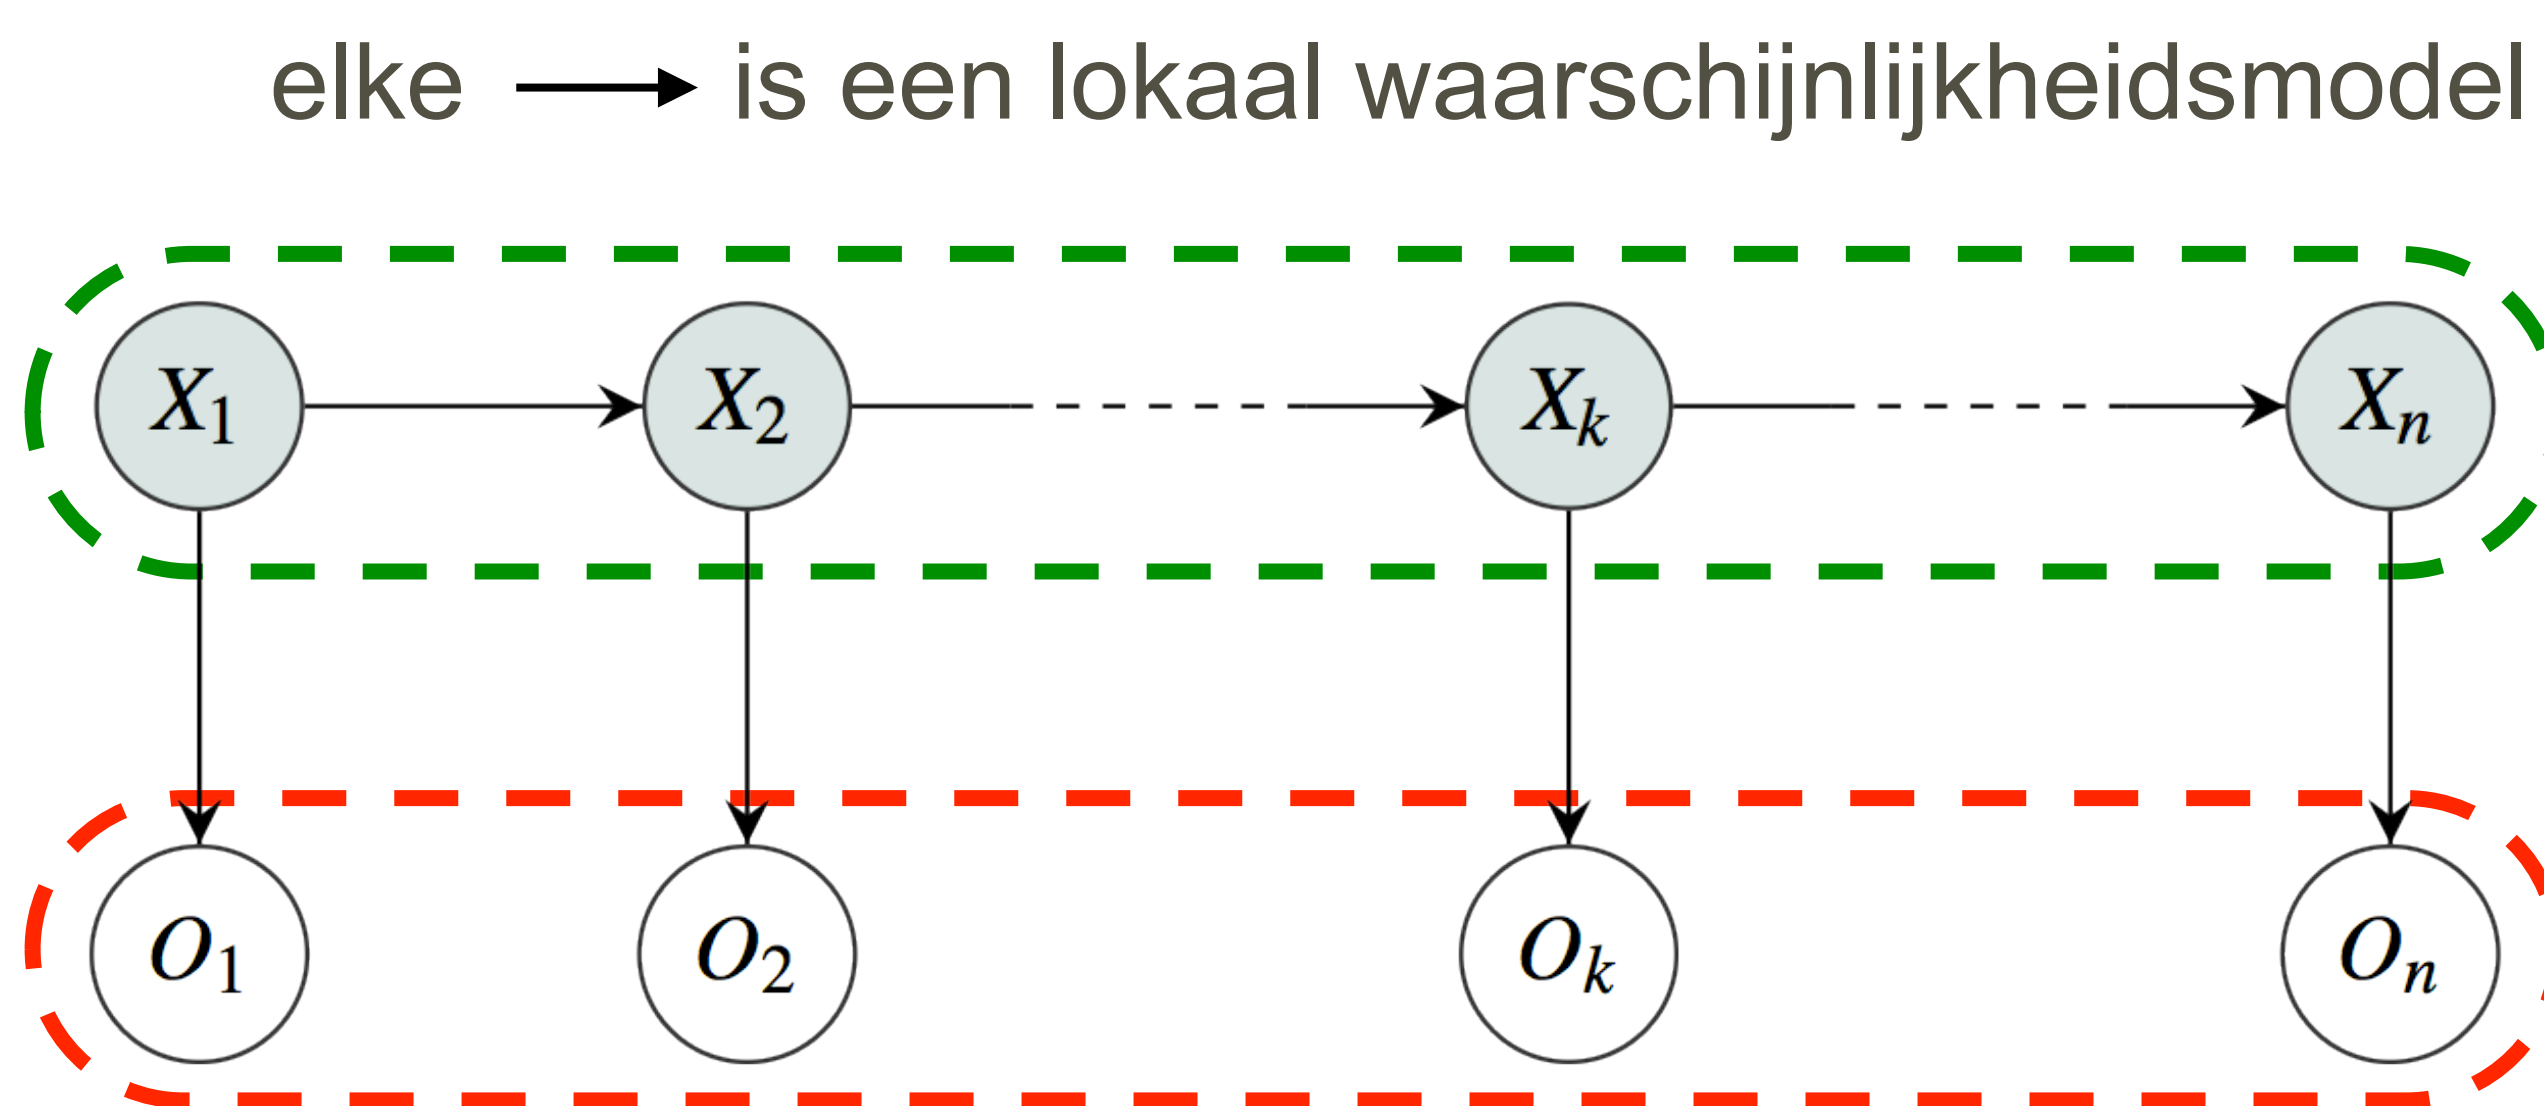 elke ⟶ is een lokaal waarschijnlijkheidsmodel
X₁ X₂ Xₖ Xₙ
O₁ O₂ Oₖ Oₙ